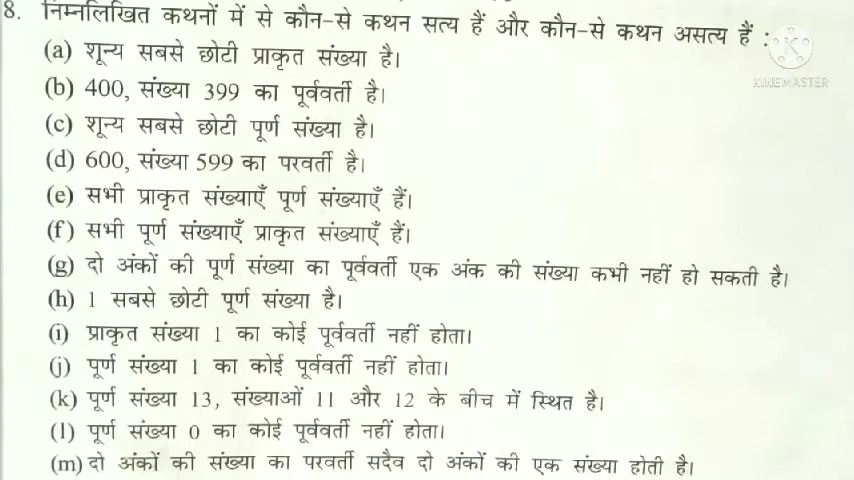 8. निम्नलिखित कथनों में से कौन-से कथन सत्य हैं और कौन-से कथन असत्य हैं :
K
KINEMASTER
(a) शून्य सबसे छोटी प्राकृत संख्या है।
(b) 400, संख्या 399 का पूर्ववर्ती है।
(c) शून्य सबसे छोटी पूर्ण संख्या है।
(d) 600, संख्या 599 का परवर्ती है।
(e) सभी प्राकृत संख्याएँ पूर्ण संख्याएँ हैं।
(f) सभी पूर्ण संख्याएँ प्राकृत संख्याएँ हैं।
(g) दो अंकों की पूर्ण संख्या का पूर्ववर्ती एक अंक की संख्या कभी नहीं हो सकती है।
(h) 1 सबसे छोटी पूर्ण संख्या है।
(i) प्राकृत संख्या 1 का कोई पूर्ववर्ती नहीं होता।
(j) पूर्ण संख्या 1 का कोई पूर्ववर्ती नहीं होता।
(k) पूर्ण संख्या 13, संख्याओं 11 और 12 के बीच में स्थित है।
(l) पूर्ण संख्या 0 का कोई पूर्ववर्ती नहीं होता।
(m) दो अंकों की संख्या का परवर्ती सदैव दो अंकों की एक संख्या होती है।